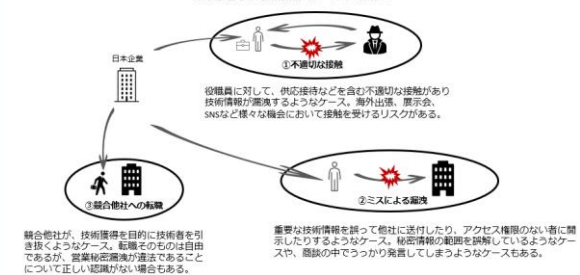 日本企業
①不適切な接触
役職員に対して、供応接待などを含む不適切な接触があり
技術情報が漏洩するようなケース。海外出張、展示会、
SNSなど様々な機会において接触を受けるリスクがある。
③競合他社への転職
②ミスによる漏洩
競合他社が、技術獲得を目的に技術者を引
き抜くようなケース。転職そのものは自由
であるが、営業秘密漏洩が違法であること
について正しい認識がない場合もある。
重要な技術情報を誤って他社に送付したり、アクセス権限のない者に開
示したりするようなケース。秘密情報の範囲を誤解しているようなケー
スや、商談の中でうっかり発言してしまうようなケースもある。